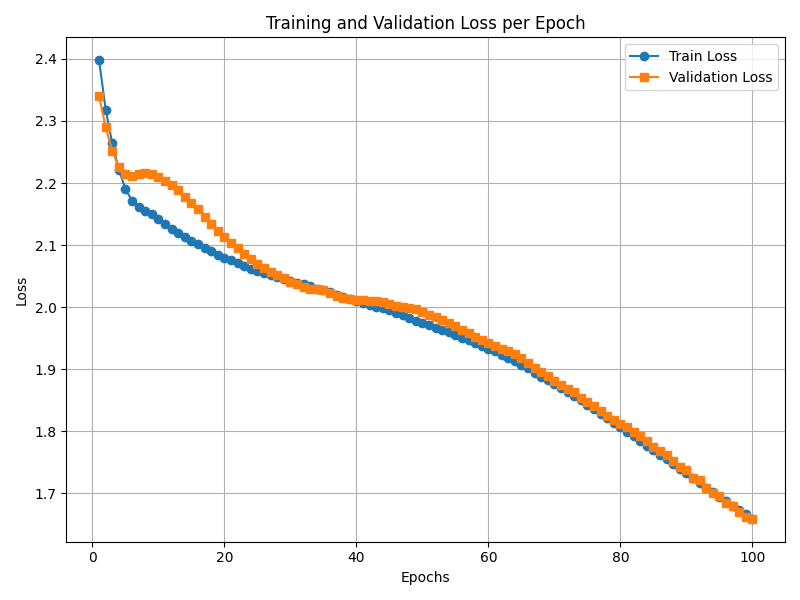 Training and Validation Loss per Epoch
Train Loss
Validation Loss
2.4
2.3
2.2
2.1
2.0
1.9
1.8
1.7
Loss
0 20 40 60 80 100
Epochs